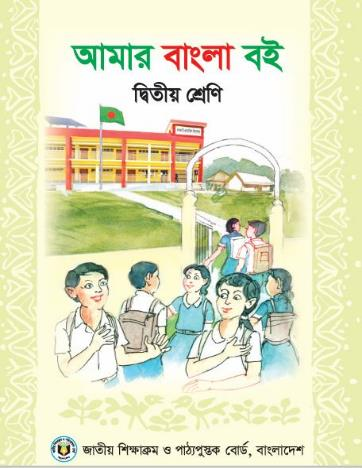 আমার বাংলা বই
দ্বিতীয় শ্রেণি
জাতীয় শিক্ষাক্রম ও পাঠ্যপুস্তক বোর্ড, বাংলাদেশ